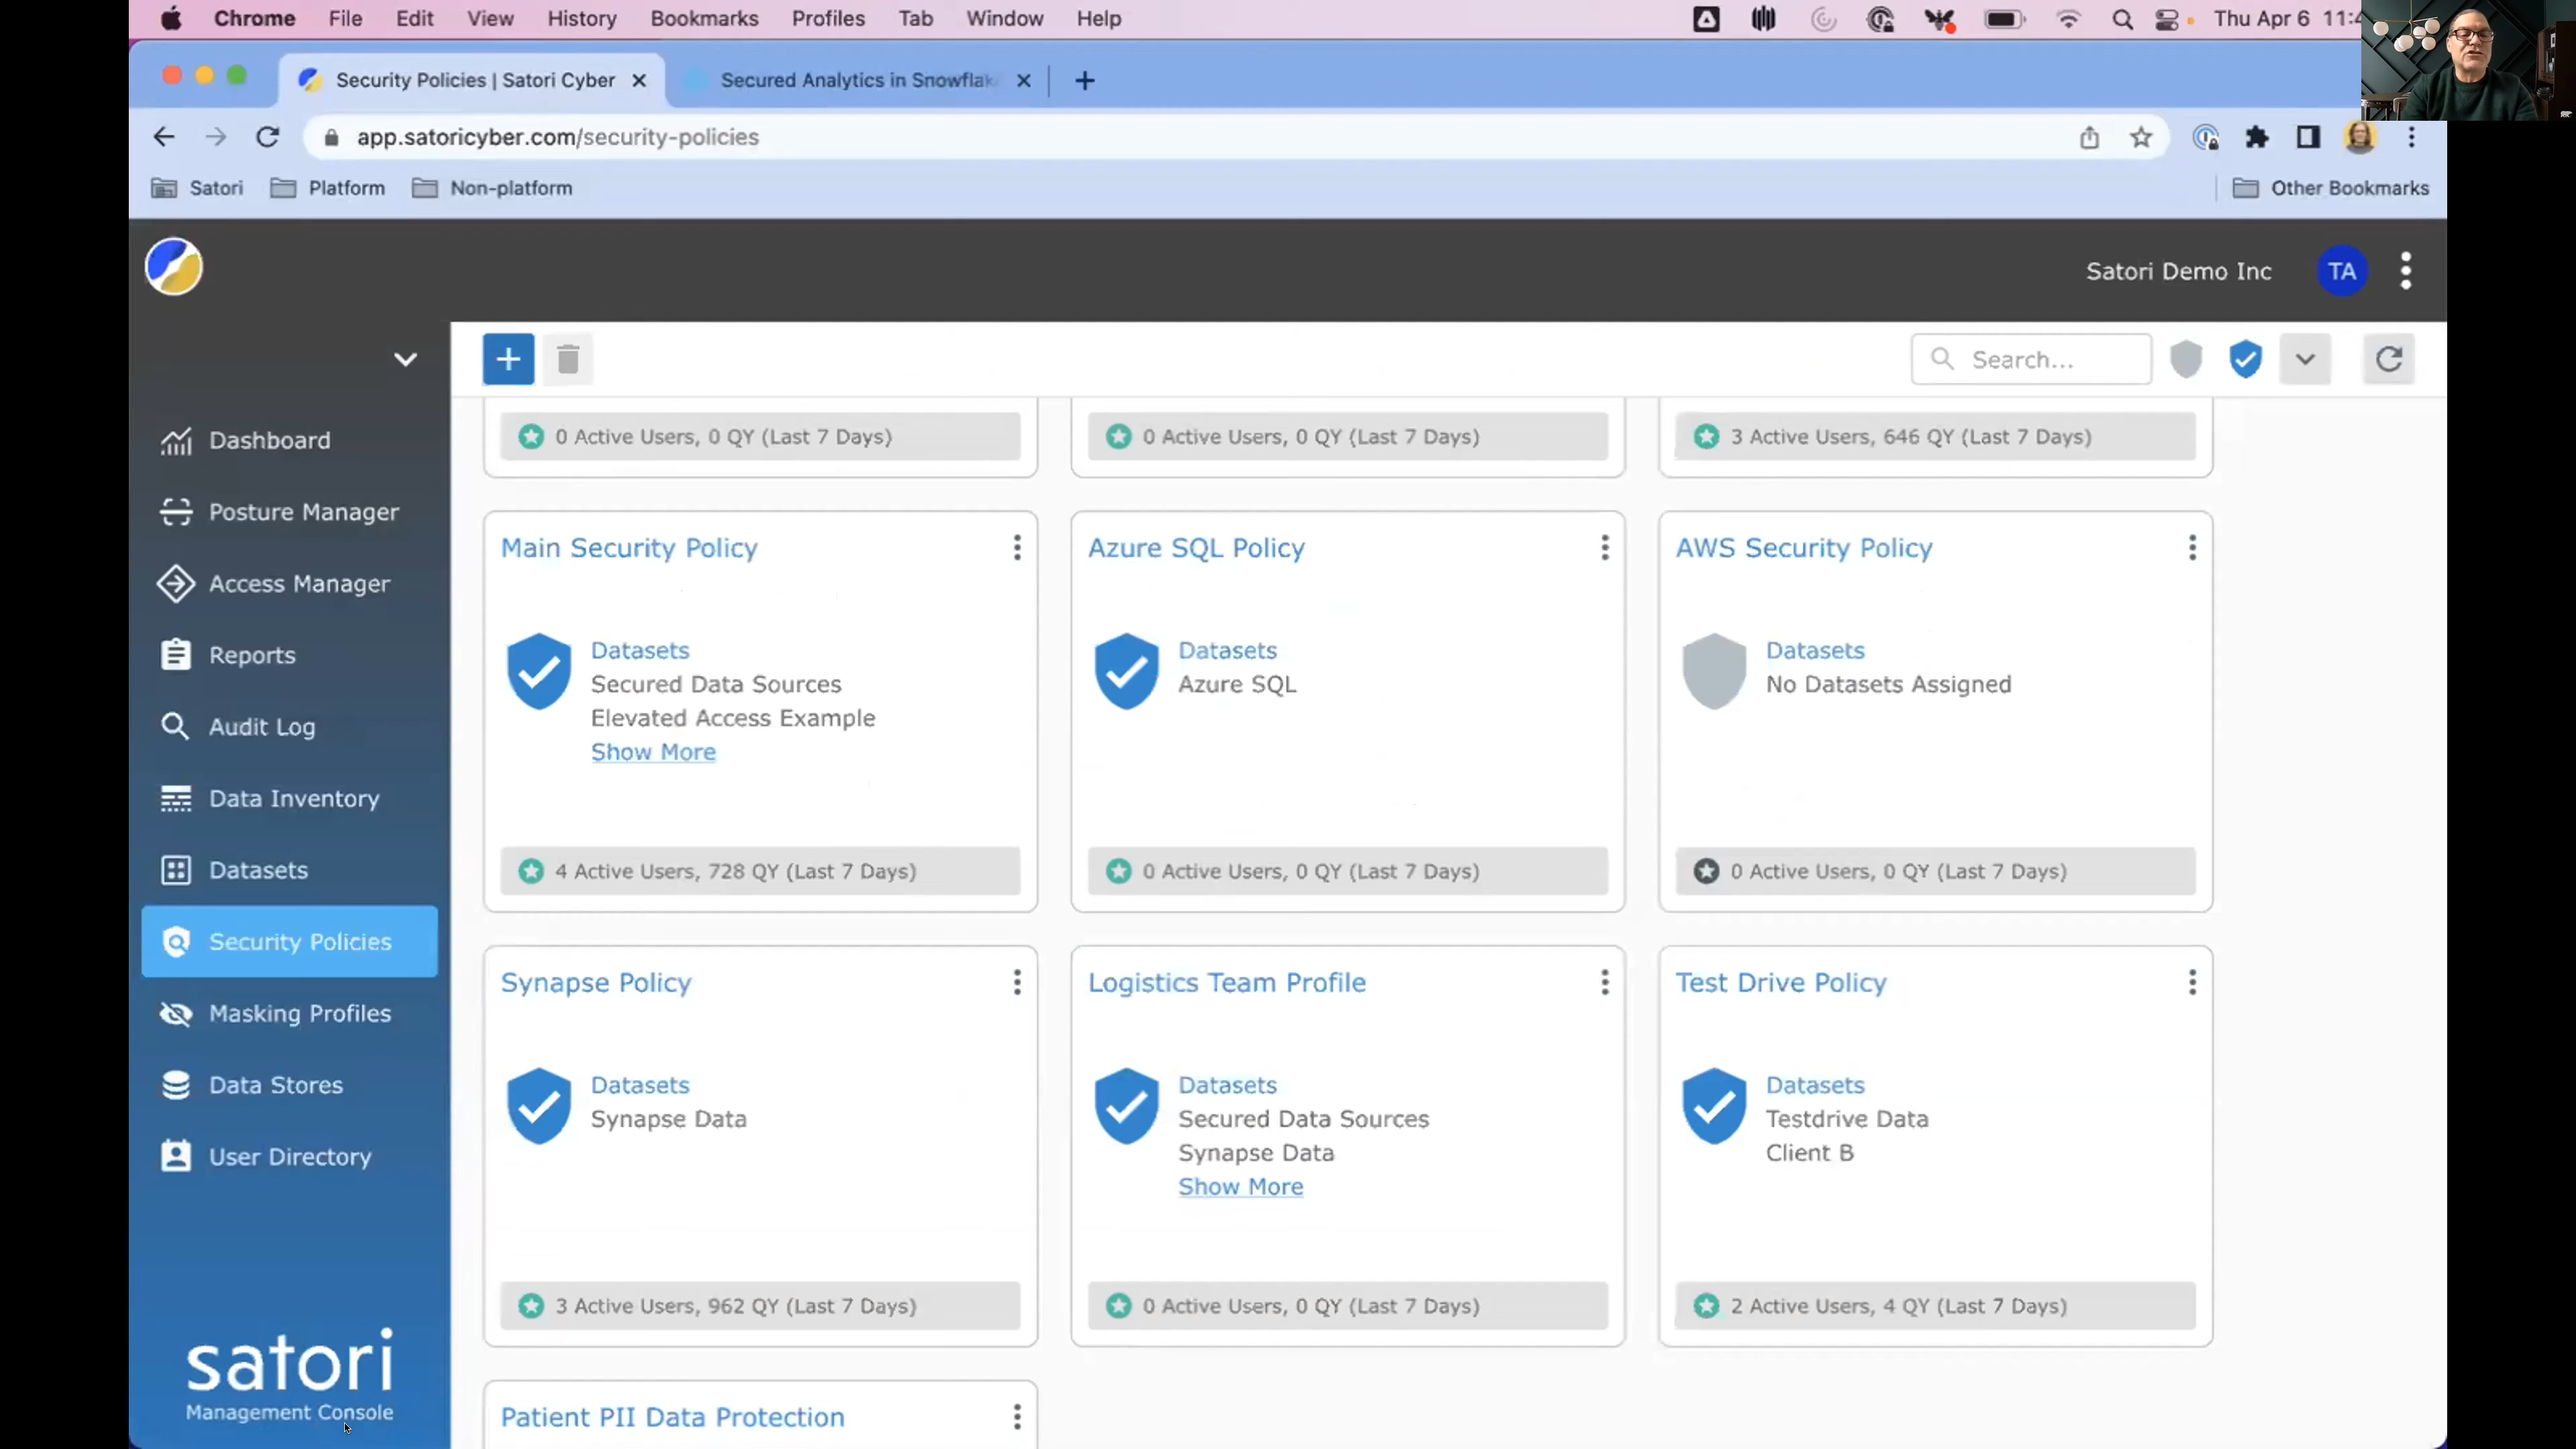 Chrome File Edit View History Bookmarks Profiles Tab Window Help Thu Apr 6 11:4
Security Policies | Satori Cyber Secured Analytics in Snowflak
app.satoricyber.com/security-policies
Satori Platform Non-platform Other Bookmarks
Satori Demo Inc TA
Search...
Dashboard
Posture Manager
Access Manager
Reports
Audit Log
Data Inventory
Datasets
Security Policies
Masking Profiles
Data Stores
User Directory
satori
Management Console
0 Active Users, 0 QY (Last 7 Days)
0 Active Users, 0 QY (Last 7 Days)
3 Active Users, 646 QY (Last 7 Days)
Main Security Policy
Datasets
Secured Data Sources
Elevated Access Example
Show More
4 Active Users, 728 QY (Last 7 Days)
Azure SQL Policy
Datasets
Azure SQL
0 Active Users, 0 QY (Last 7 Days)
AWS Security Policy
Datasets
No Datasets Assigned
0 Active Users, 0 QY (Last 7 Days)
Synapse Policy
Datasets
Synapse Data
3 Active Users, 962 QY (Last 7 Days)
Logistics Team Profile
Datasets
Secured Data Sources
Synapse Data
Show More
0 Active Users, 0 QY (Last 7 Days)
Test Drive Policy
Datasets
Testdrive Data
Client B
2 Active Users, 4 QY (Last 7 Days)
Patient PII Data Protection